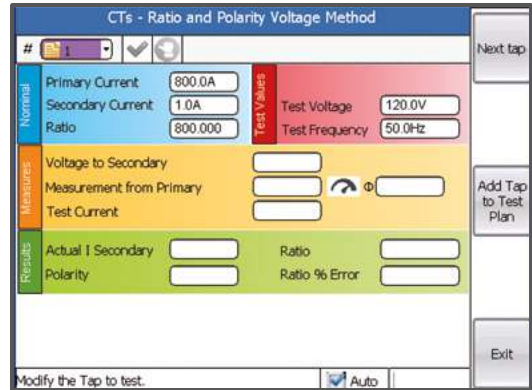 CTs - Ratio and Polarity Voltage Method
# 1
Next tap
Nominal
Primary Current 800.0A
Secondary Current 1.0A
Ratio 800.000
Test Values
Test Voltage 120.0V
Test Frequency 50.0Hz
Measures
Voltage to Secondary
Measurement from Primary Φ
Test Current
Add Tap
to Test
Plan
Results
Actual I Secondary Ratio
Polarity Ratio % Error
Exit
Modify the Tap to test. Auto